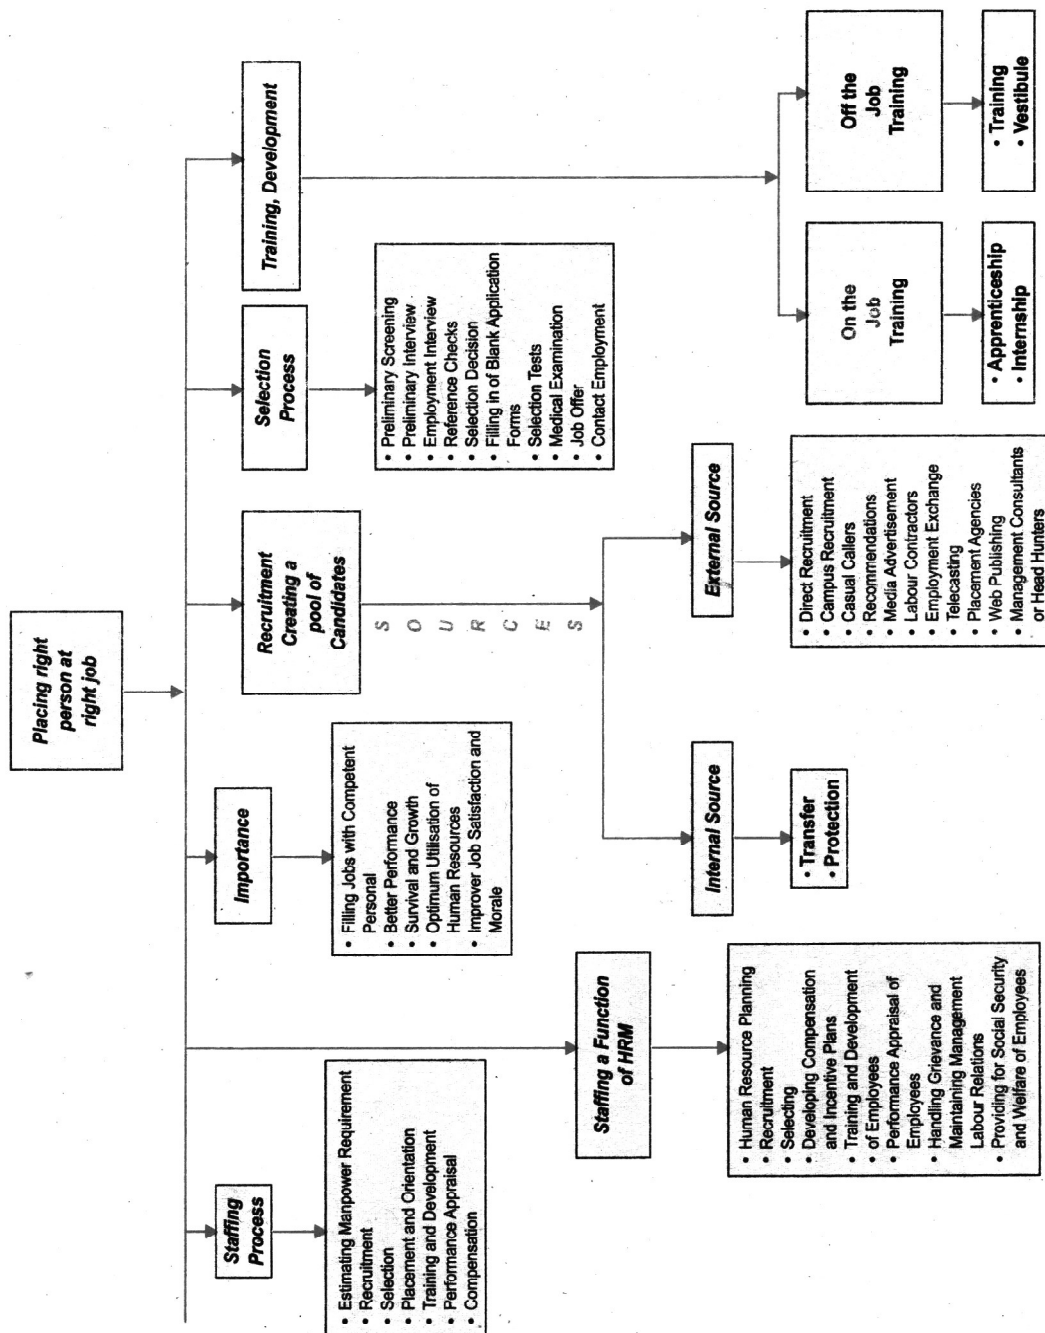 Placing right
person at
right job
Staffing
Process
• Estimating Manpower Requirement
• Recruitment
• Selection
• Placement and Orientation
• Training and Development
• Performance Appraisal
• Compensation
Staffing a Function
of HRM
• Human Resource Planning
• Recruitment
• Selecting
• Developing Compensation
and Incentive Plans
• Training and Development
• of Employees
• Performance Appraisal of
Employees
• Handling Grievance and
Maintaining Management
Labour Relations
• Providing for Social Security
and Welfare of Employees
Importance
• Filling Jobs with Competent
Personal
• Better Performance
• Survival and Growth
• Optimum Utilisation of
Human Resources
• Improver Job Satisfaction and
Morale
Recruitment
Creating a
pool of
Candidates
S O U R C E S
Internal Source
• Transfer
• Protection
External Source
• Direct Recruitment
• Campus Recruitment
• Casual Callers
• Recommendations
• Media Advertisement
• Labour Contractors
• Employment Exchange
• Telecasting
• Placement Agencies
• Web Publishing
• Management Consultants
or Head Hunters
Selection
Process
• Preliminary Screening
• Preliminary Interview
• Employment Interview
• Reference Checks
• Selection Decision
• Filling in of Blank Application
Forms
• Selection Tests
• Medical Examination
• Job Offer
• Contact Employment
Training, Development
On the
Job
Training
• Apprenticeship
• Internship
Off the
Job
Training
• Training
• Vestibule